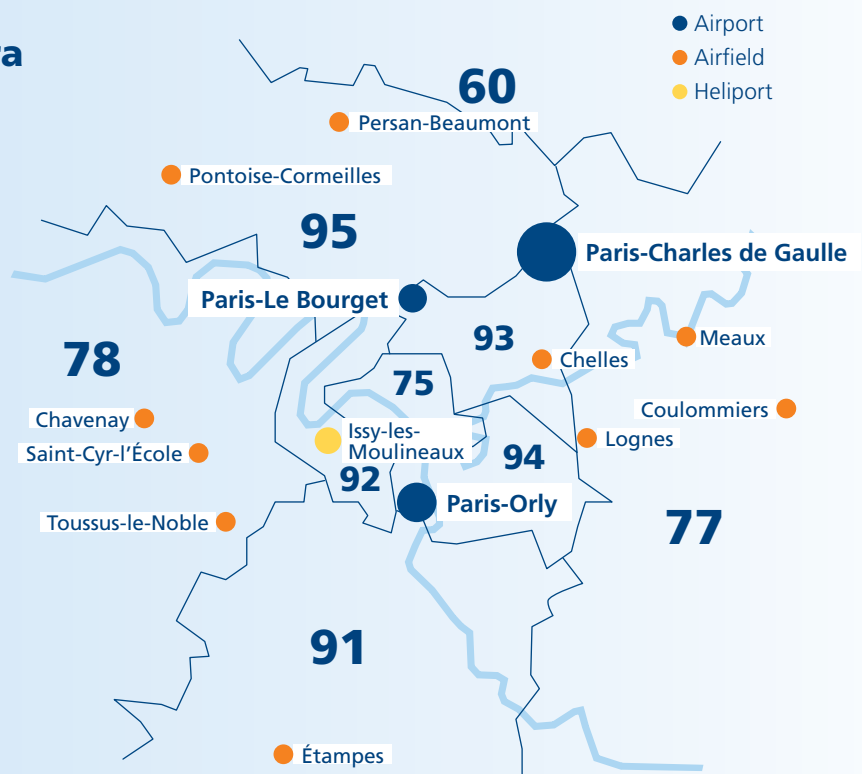 Airport
ra
Airfield
60
Heliport
Persan-Beaumont
Pontoise-Cormeilles
95
Paris-Charles de Gaulle
Paris-Le Bourget
93
Meaux
78
Chelles
75
Coulommiers
Chavenay
Issy-les-
Moulineaux
Lognes
Saint-Cyr-l'École
94
92
Paris-Orly
Toussus-le-Noble
77
91
Étampes